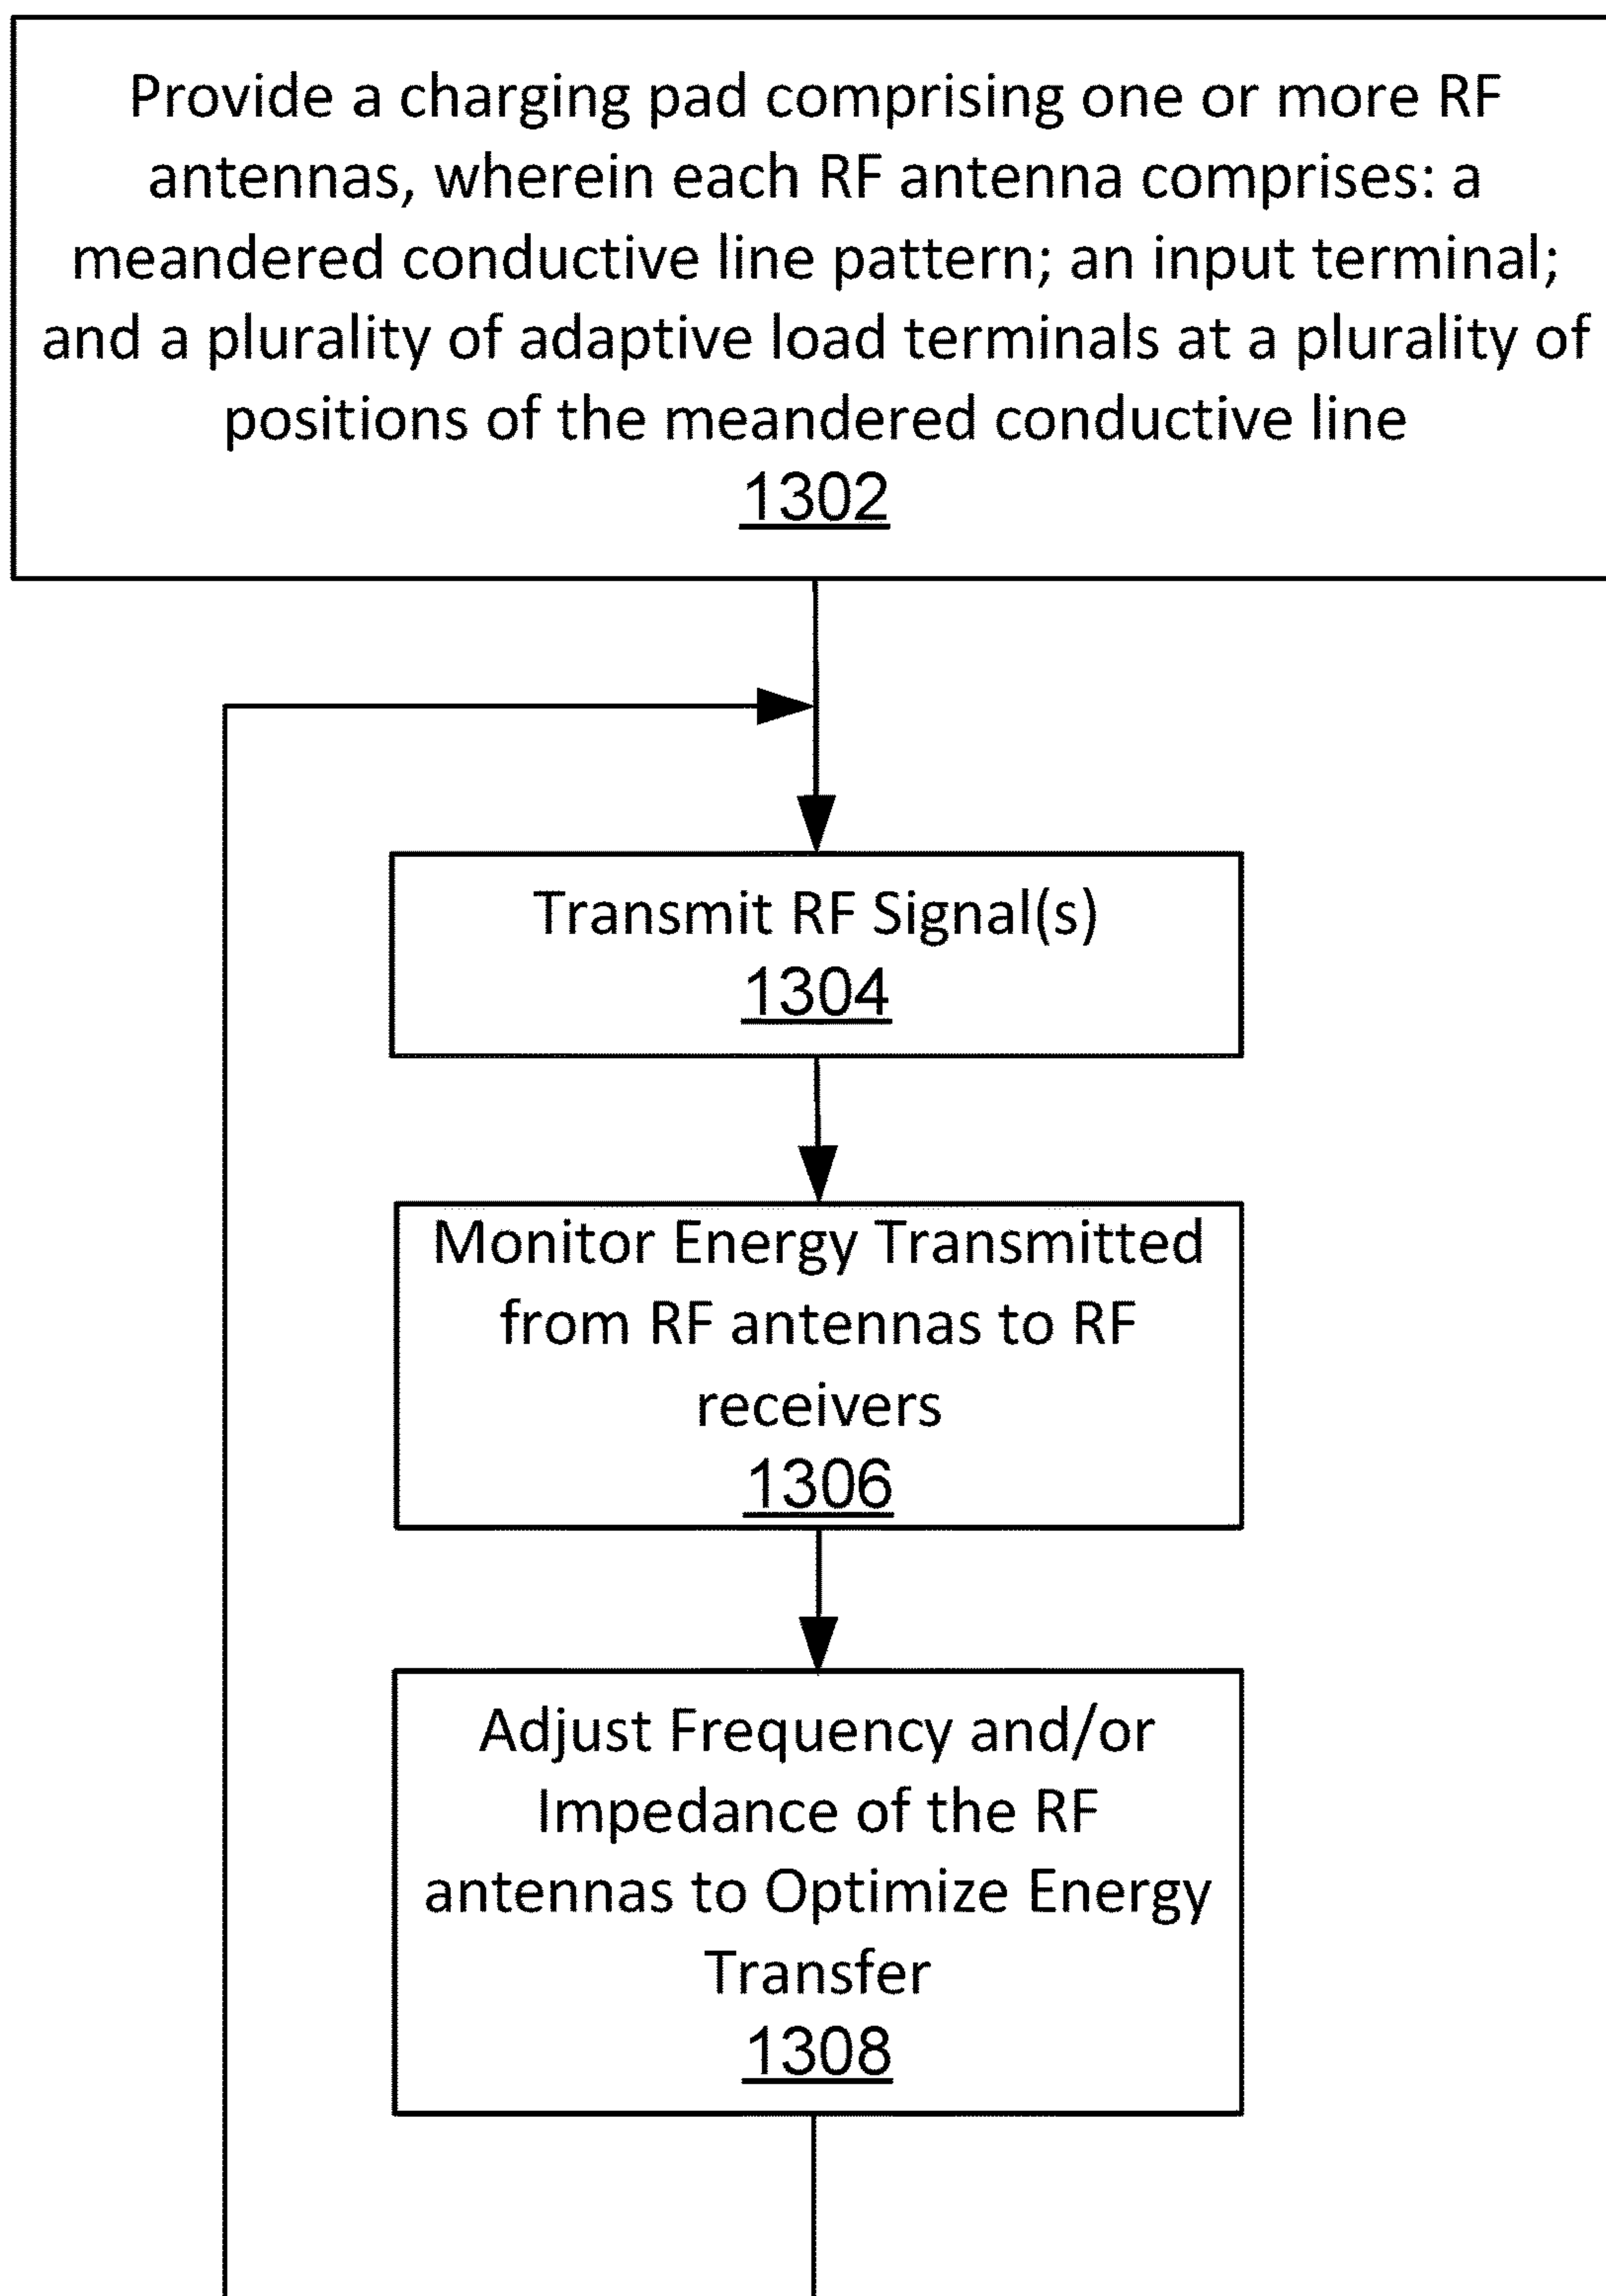 Provide a charging pad comprising one or more RF
antennas, wherein each RF antenna comprises: a
meandered conductive line pattern; an input terminal;
and a plurality of adaptive load terminals at a plurality of
positions of the meandered conductive line
1302
Transmit RF Signal(s)
1304
Monitor Energy Transmitted
from RF antennas to RF
receivers
1306
Adjust Frequency and/or
Impedance of the RF
antennas to Optimize Energy
Transfer
1308